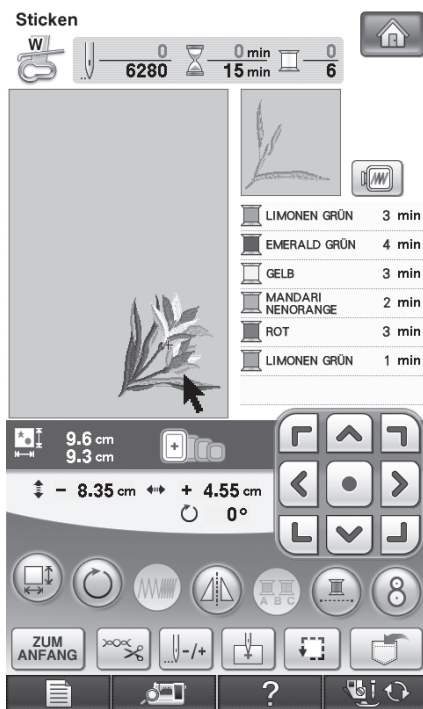 Sticken
W
0 0 min 0
6280 15 min 6
LIMONEN GRÜN 3 min
EMERALD GRÜN 4 min
GELB 3 min
MANDARI
NENORANGE 2 min
ROT 3 min
LIMONEN GRÜN 1 min
9.6 cm
9.3 cm
- 8.35 cm + 4.55 cm
0°
A B C
8
ZUM
ANFANG
-/+
?